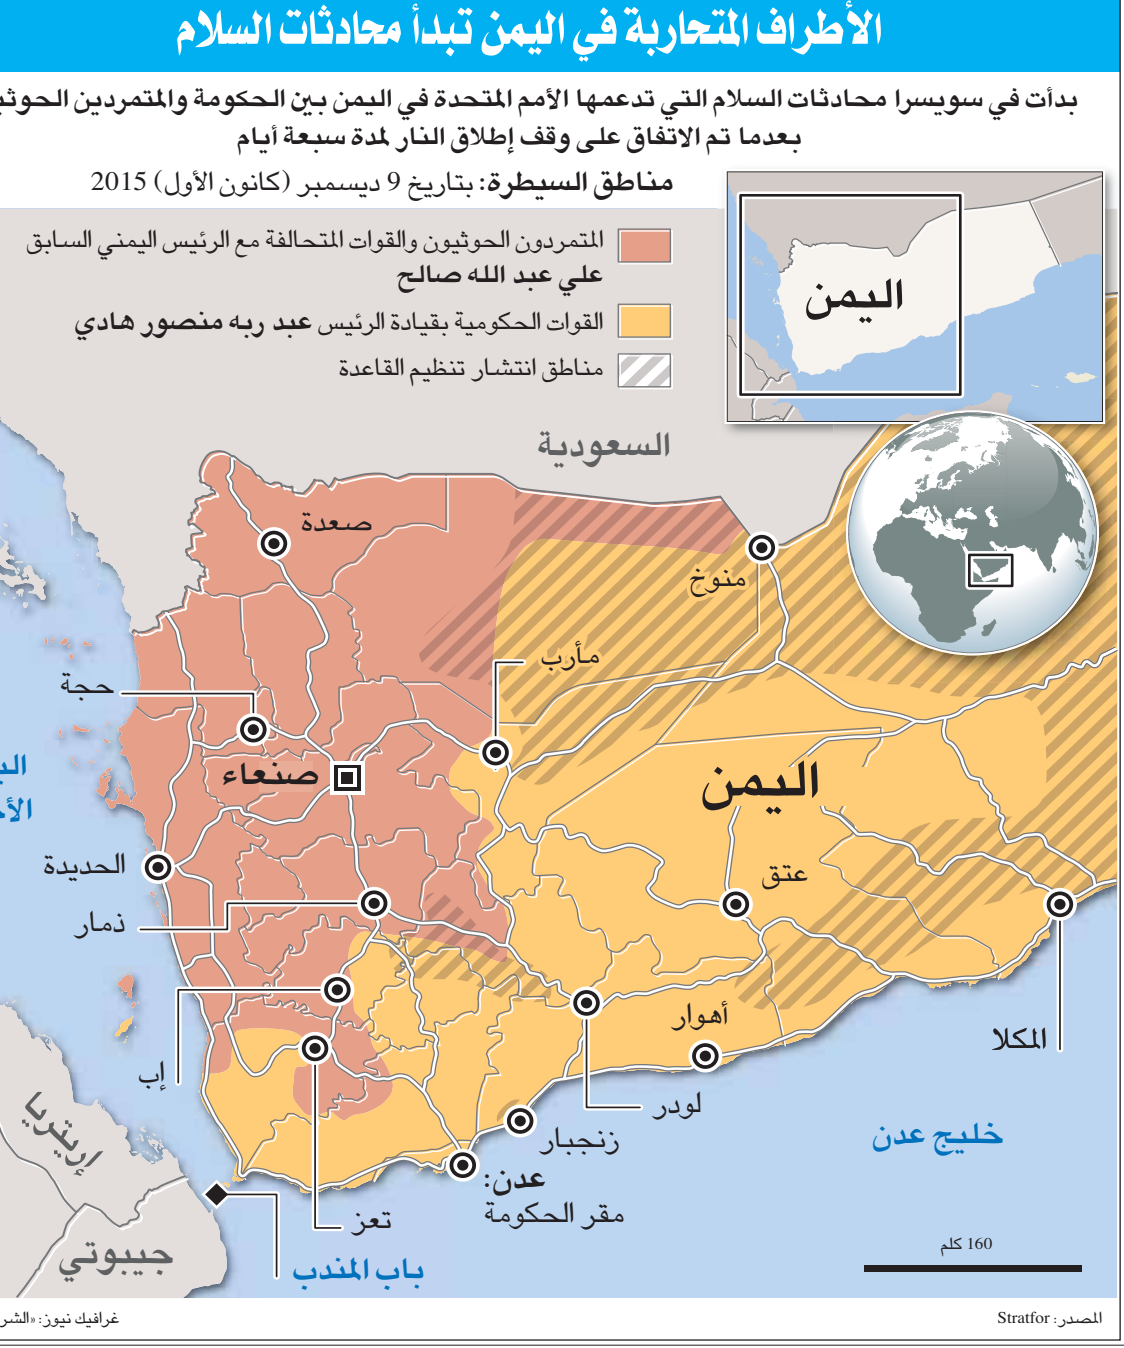 الأطراف المتحاربة في اليمن تبدأ محادثات السلام
بدأت في سويسرا محادثات السلام التي تدعمها الأمم المتحدة في اليمن بين الحكومة والمتمردين
بعدما تم الاتفاق على وقف إطلاق النار لمدة سبعة أيام
مناطق السيطرة: بتاريخ 9 ديسمبر (كانون الأول) 2015
المتمردون الحوثيون والقوات المتحالفة مع الرئيس اليمني السابق
علي عبد الله صالح
القوات الحكومية بقيادة الرئيس عبد ربه منصور هادي
مناطق انتشار تنظيم القاعدة
اليمن
السعودية
صعدة
منوخ
مأرب
حجة
صنعاء
اليمن
الحديدة
عتق
ذمار
أهوار
المكلا
إب
لودر
إريتريا
زنجبار
خليج عدن
عدن:
مقر الحكومة
تعز
جيبوتي
باب المندب
160 كلم
المصدر: Stratfor
غرافيك نيوز: